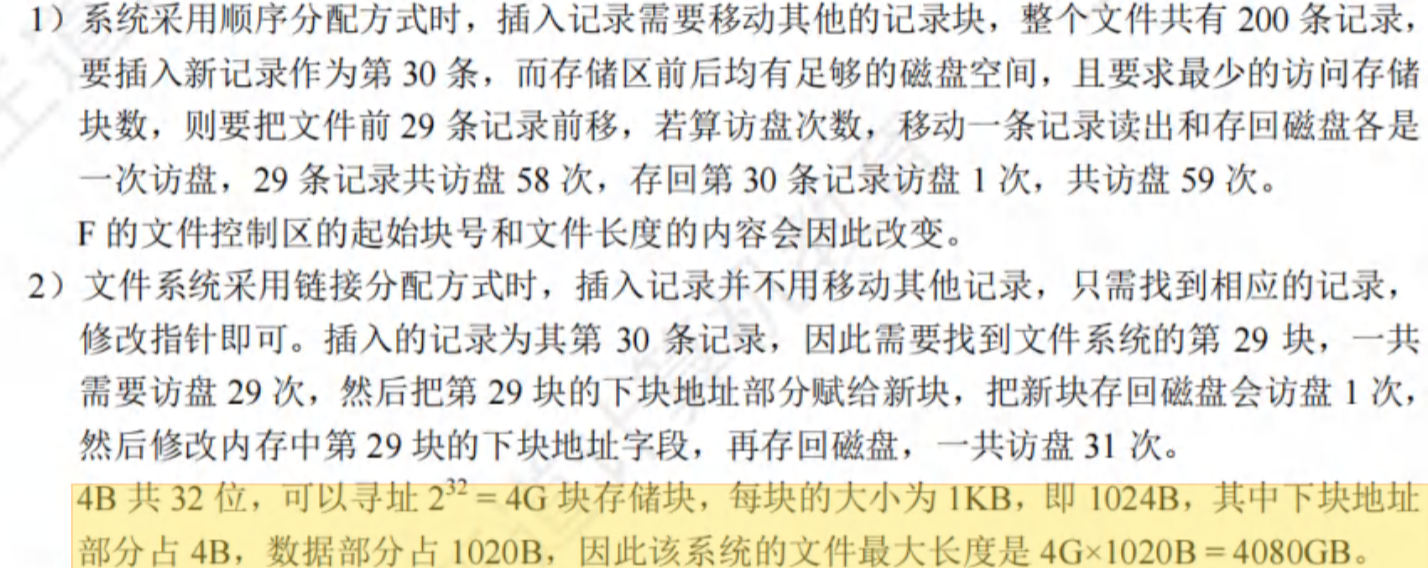 1）系统采用顺序分配方式时，插入记录需要移动其他的记录块，整个文件共有 200 条记录，
要插入新记录作为第 30 条，而存储区前后均有足够的磁盘空间，且要求最少的访问存储
块数，则要把文件前 29 条记录前移，若算访盘次数，移动一条记录读出和存回磁盘各是
一次访盘，29 条记录共访盘 58 次，存回第 30 条记录访盘 1 次，共访盘 59 次。
F 的文件控制区的起始块号和文件长度的内容会因此改变。
2）文件系统采用链接分配方式时，插入记录并不用移动其他记录，只需找到相应的记录，
修改指针即可。插入的记录为其第 30 条记录，因此需要找到文件系统的第 29 块，一共
需要访盘 29 次，然后把第 29 块的下块地址部分赋给新块，把新块存回磁盘会访盘 1 次，
然后修改内存中第 29 块的下块地址字段，再存回磁盘，一共访盘 31 次。
4B 共 32 位，可以寻址 2³² = 4G 块存储块，每块的大小为 1KB，即 1024B，其中下块地址
部分占 4B，数据部分占 1020B，因此该系统的文件最大长度是 4G×1020B = 4080GB。